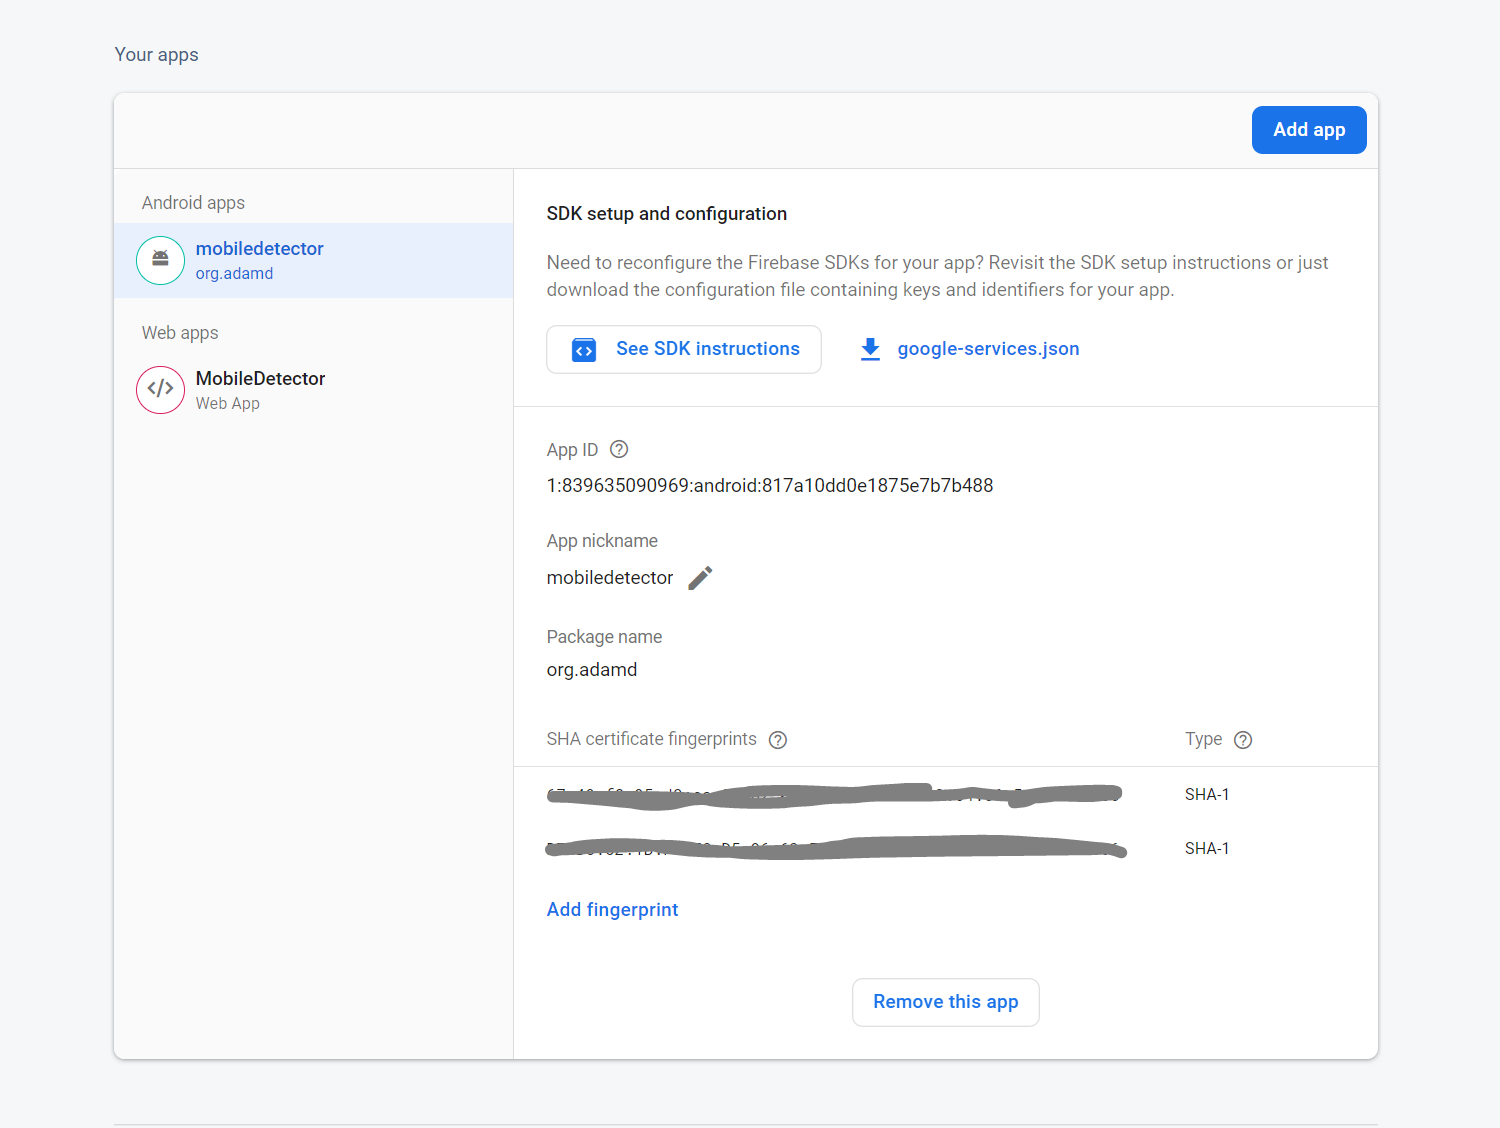 Your apps
Add app
Android apps
mobiledetector
org.adamd
Web apps
MobileDetector
Web App
SDK setup and configuration
Need to reconfigure the Firebase SDKs for your app? Revisit the SDK setup instructions or just
download the configuration file containing keys and identifiers for your app.
See SDK instructions
google-services.json
App ID
1:839635090969:android:817a10dd0e1875e7b7b488
App nickname
mobiledetector
Package name
org.adamd
SHA certificate fingerprints
Type
SHA-1
SHA-1
Add fingerprint
Remove this app